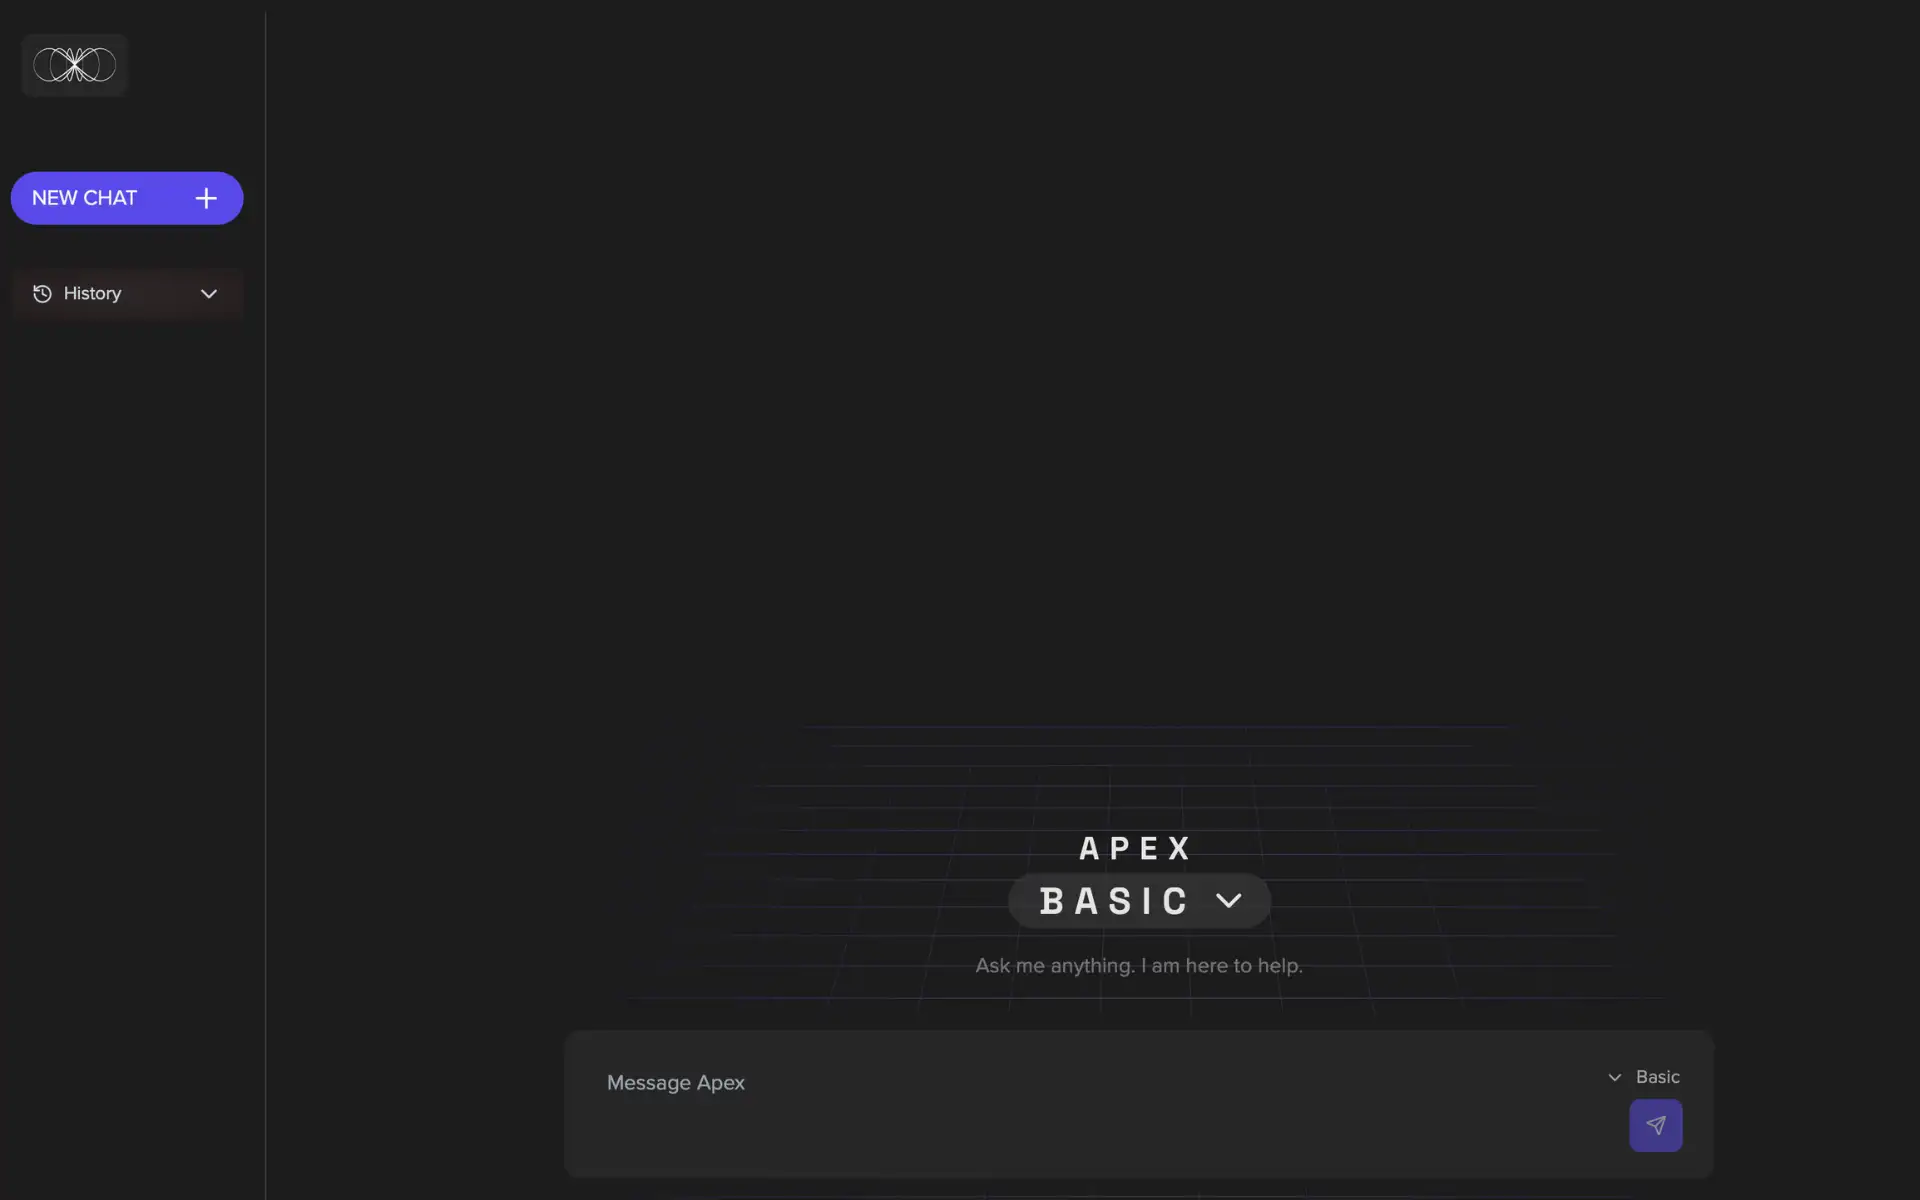 NEW CHAT
History
APEX
BASIC
Ask me anything. I am here to help.
Message Apex
Basic